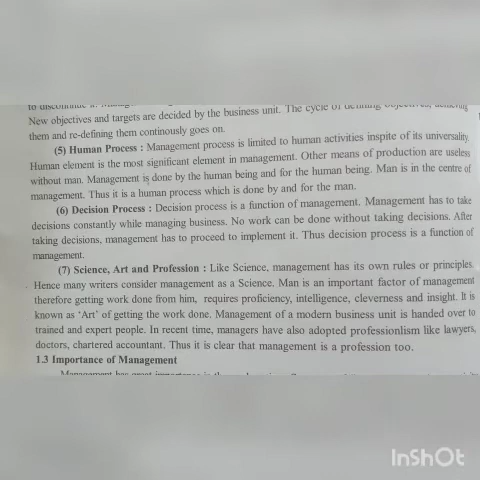 to discontinue
New objectives and targets are decided by the business unit. The cycle of defining objectives, achieving
them and re-defining them continously goes on.
(5) Human Process : Management process is limited to human activities inspite of its universality.
Human element is the most significant element in management. Other means of production are useless
without man. Management is done by the human being and for the human being. Man is in the centre of
management. Thus it is a human process which is done by and for the man.
(6) Decision Process : Decision process is a function of management. Management has to take
decisions constantly while managing business. No work can be done without taking decisions. After
taking decisions, management has to proceed to implement it. Thus decision process is a function of
management.
(7) Science, Art and Profession : Like Science, management has its own rules or principles.
Hence many writers consider management as a Science. Man is an important factor of management
therefore getting work done from him, requires proficiency, intelligence, cleverness and insight. It is
known as ‘Art’ of getting the work done. Management of a modern business unit is handed over to
trained and expert people. In recent time, managers have also adopted professionlism like lawyers,
doctors, chartered accountant. Thus it is clear that management is a profession too.
1.3 Importance of Management
Management has great importance
InShOt